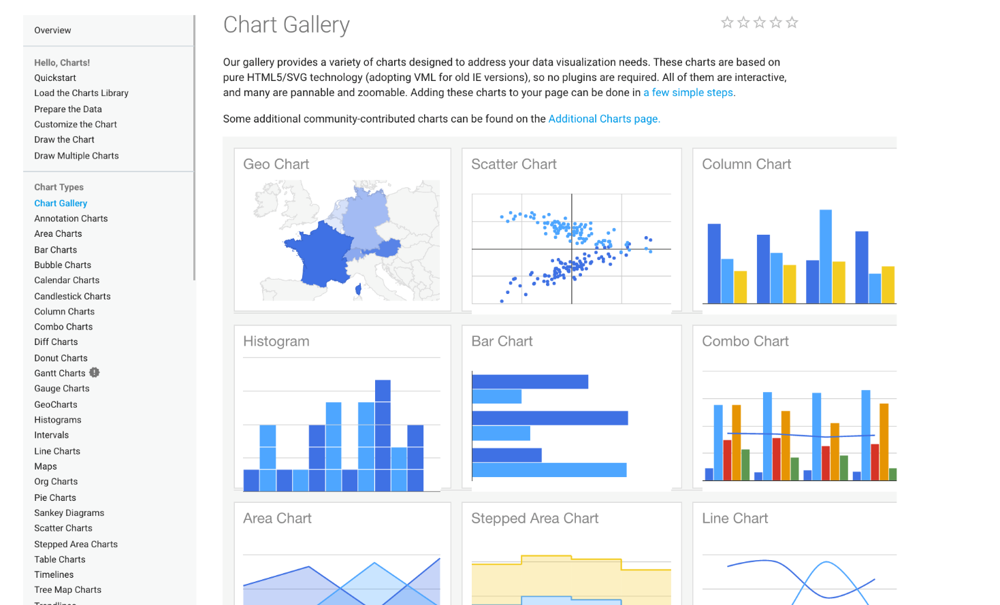 Overview
Hello, Charts!
Quickstart
Load the Charts Library
Prepare the Data
Customize the Chart
Draw the Chart
Draw Multiple Charts
Chart Types
Chart Gallery
Annotation Charts
Area Charts
Bar Charts
Bubble Charts
Calendar Charts
Candlestick Charts
Column Charts
Combo Charts
Diff Charts
Donut Charts
Gantt Charts
Gauge Charts
GeoCharts
Histograms
Intervals
Line Charts
Maps
Org Charts
Pie Charts
Sankey Diagrams
Scatter Charts
Stepped Area Charts
Table Charts
Timelines
Tree Map Charts
Trendlines
Chart Gallery
Our gallery provides a variety of charts designed to address your data visualization needs. These charts are based on
pure HTML5/SVG technology (adopting VML for old IE versions), so no plugins are required. All of them are interactive,
and many are pannable and zoomable. Adding these charts to your page can be done in a few simple steps.
Some additional community-contributed charts can be found on the Additional Charts page.
Geo Chart
Scatter Chart
Column Chart
Histogram
Bar Chart
Combo Chart
Area Chart
Stepped Area Chart
Line Chart